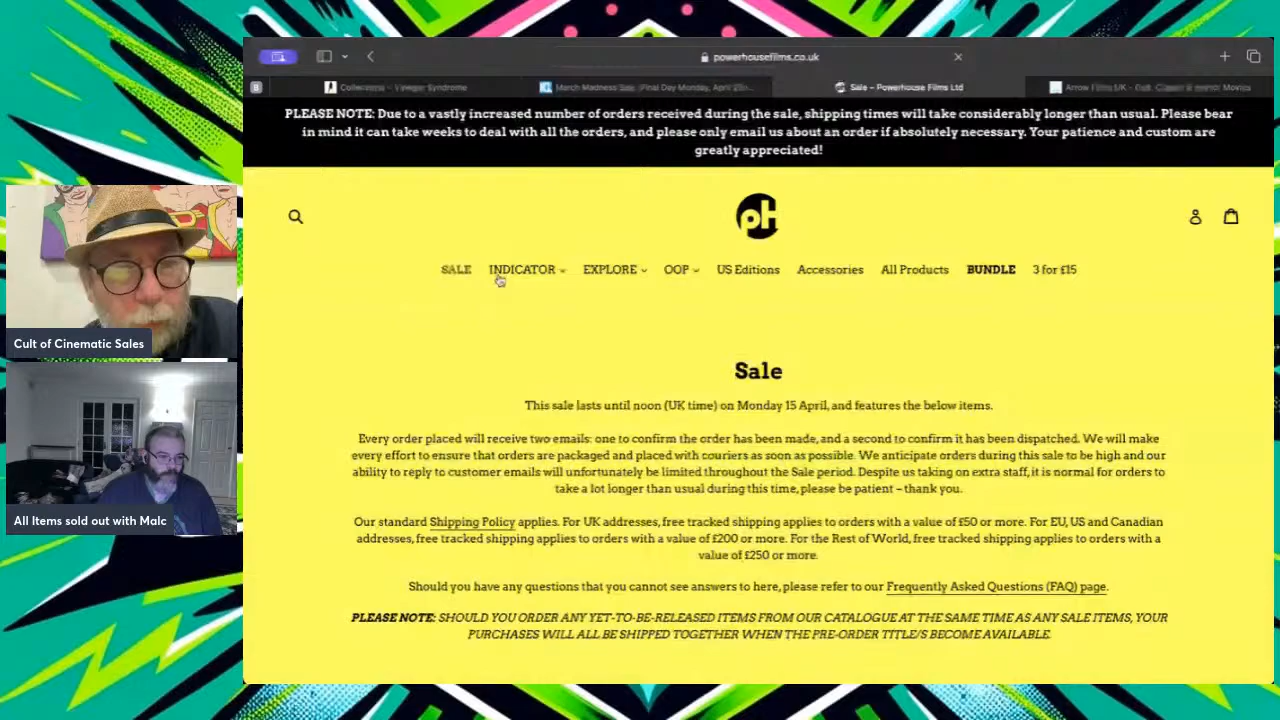 powerhousefilms.co.uk
Collections – Vinegar Syndrome
March Madness Sale (Final Day Monday, April
Sale – Powerhouse Films Ltd
Arrow Films UK - Cult, Classic & Movies
PLEASE NOTE: Due to a vastly increased number of orders received during the sale, shipping times will take considerably longer than usual. Please bear
in mind it can take weeks to deal with all the orders, and please only email us about an order if absolutely necessary. Your patience and custom are
greatly appreciated!
pH
SALE INDICATOR EXPLORE OOP US Editions Accessories All Products BUNDLE 3 for £15
Sale
This sale lasts until noon (UK time) on Monday 15 April, and features the below items.
Every order placed will receive two emails: one to confirm the order has been made, and a second to confirm it has been dispatched. We will make
every effort to ensure that orders are packaged and placed with couriers as soon as possible. We anticipate orders during this sale to be high and our
ability to reply to customer emails will unfortunately be limited throughout the Sale period. Despite us taking on extra staff, it is normal for orders to
take a lot longer than usual during this time, please be patient – thank you.
Our standard Shipping Policy applies. For UK addresses, free tracked shipping applies to orders with a value of £50 or more. For EU, US and Canadian
addresses, free tracked shipping applies to orders with a value of £200 or more. For the Rest of World, free tracked shipping applies to orders with a
value of £250 or more.
Should you have any questions that you cannot see answers to here, please refer to our Frequently Asked Questions (FAQ) page.
PLEASE NOTE: SHOULD YOU ORDER ANY YET-TO-BE-RELEASED ITEMS FROM OUR CATALOGUE AT THE SAME TIME AS ANY SALE ITEMS, YOUR
PURCHASES WILL ALL BE SHIPPED TOGETHER WHEN THE PRE-ORDER TITLE/S BECOME AVAILABLE.
Cult of Cinematic Sales
All Items sold out with Malc